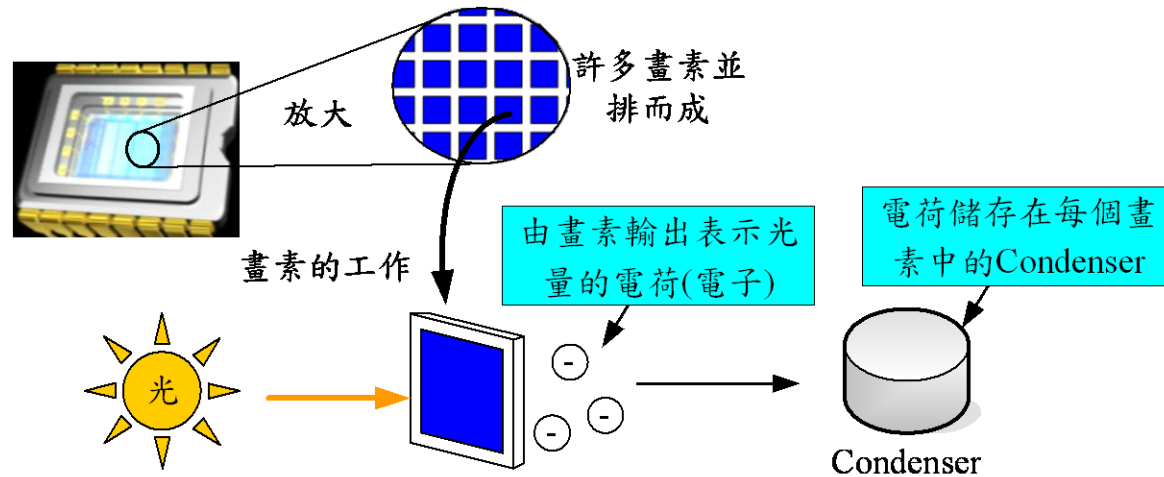 放大
許多畫素並
排而成
畫素的工作
由畫素輸出表示光
量的電荷(電子)
電荷儲存在每個畫
素中的Condenser
光
-
-
-
Condenser